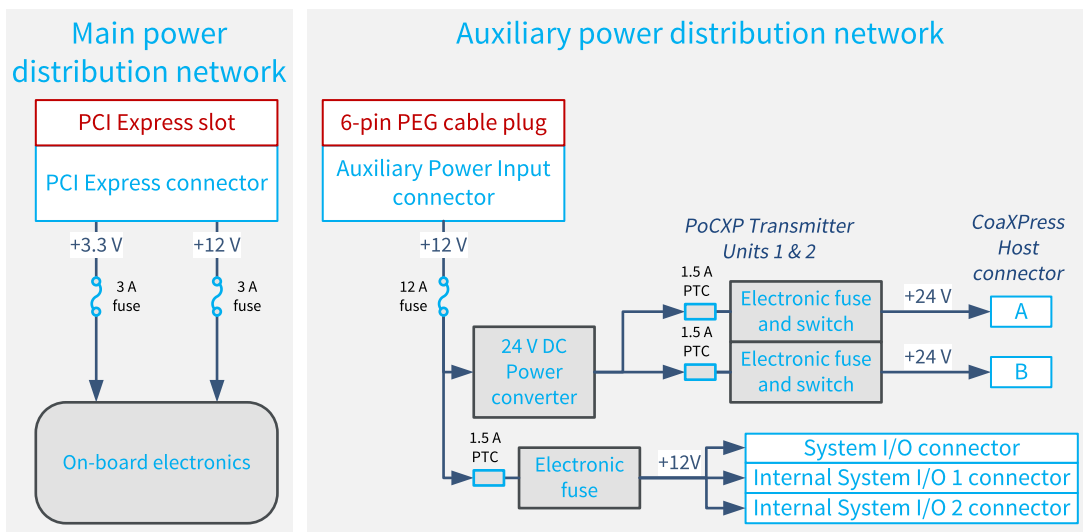 Main power
distribution network
PCI Express slot
PCI Express connector
+3.3 V
+12 V
3 A
fuse
3 A
fuse
On-board electronics
Auxiliary power distribution network
6-pin PEG cable plug
Auxiliary Power Input
connector
+12 V
12 A
fuse
24 V DC
Power
converter
PoCXP Transmitter
Units 1 & 2
1.5 A
PTC
Electronic fuse
and switch
+24 V
1.5 A
PTC
Electronic fuse
and switch
+24 V
CoaXPress
Host
connector
A
B
1.5 A
PTC
Electronic
fuse
+12V
System I/O connector
Internal System I/O 1 connector
Internal System I/O 2 connector